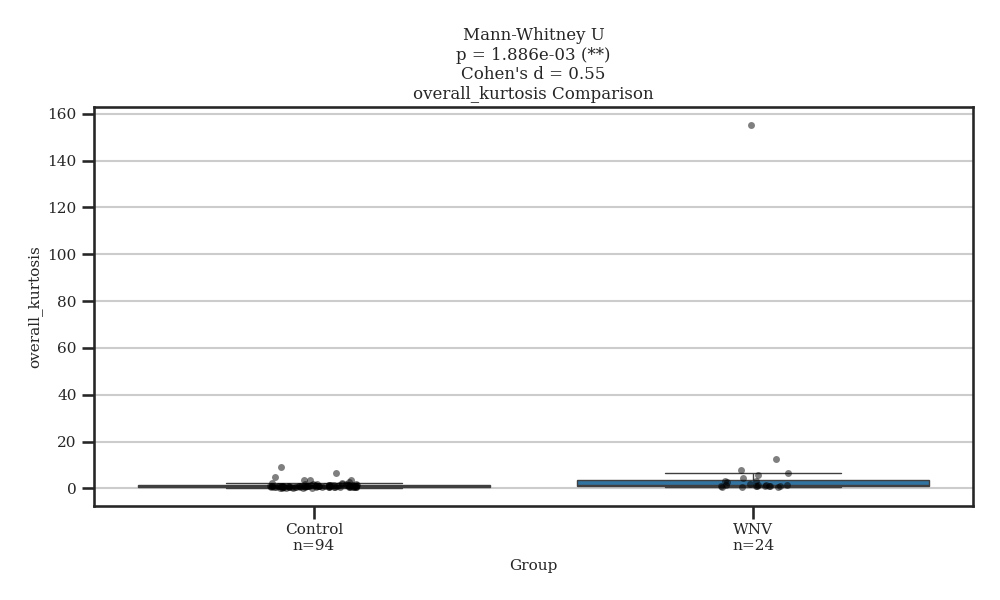 Mann-Whitney U
p = 1.886e-03 (**)
Cohen's d = 0.55
overall_kurtosis Comparison
160
140
120
100
80
60
40
20
0
overall_kurtosis
Control
n=94
WNV
n=24
Group